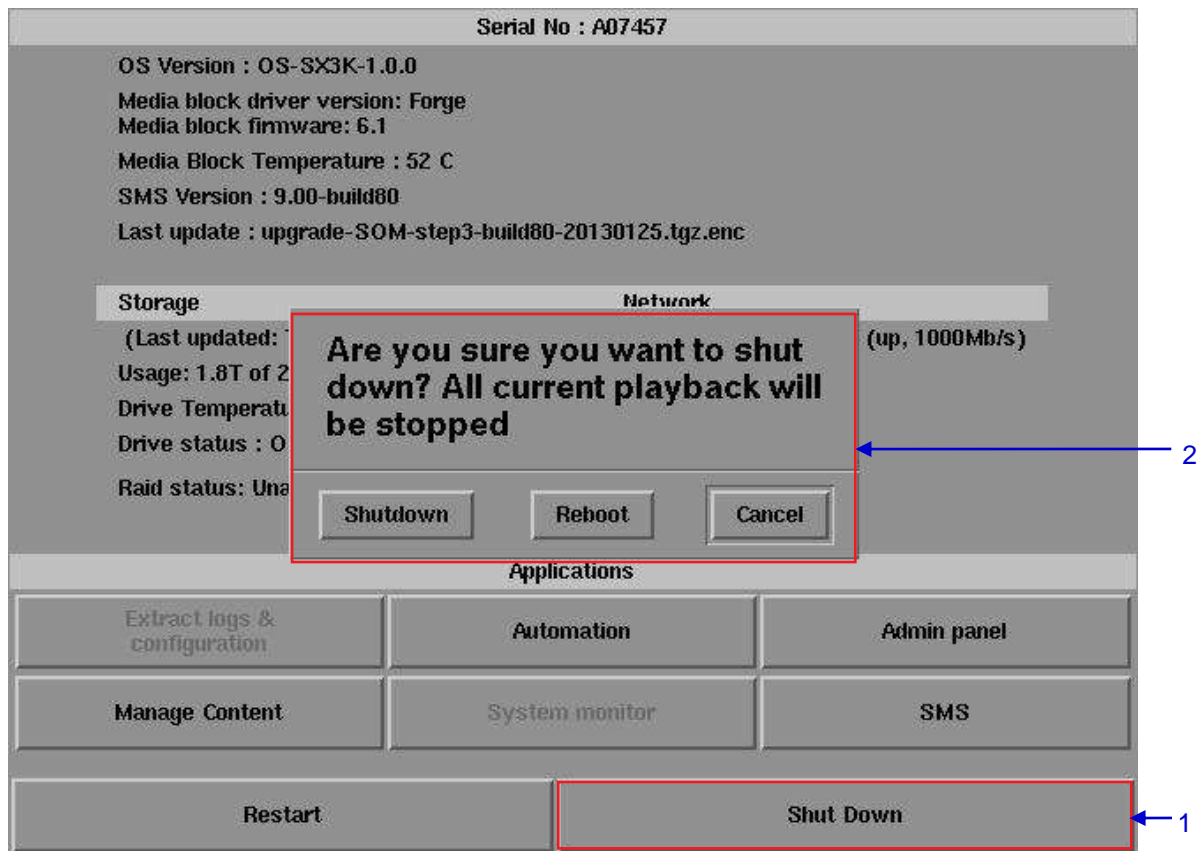 Serial No : A07457
OS Version : OS-SX3K-1.0.0
Media block driver version: Forge
Media block firmware: 6.1
Media Block Temperature : 52 C
SMS Version : 9.00-build80
Last update : upgrade-SOM-step3-build80-20130125.tgz.enc
Storage Network
(Last updated: (up, 1000Mb/s)
Usage: 1.8T of 2
Drive
Drive status : O
Raid status:
Are you sure you want to shut
down? All current playback will
be stopped
2
Shutdown Reboot Cancel
Applications
Extract logs &
configuration
Automation
Admin panel
Manage Content
System monitor
SMS
Restart
Shut Down
1